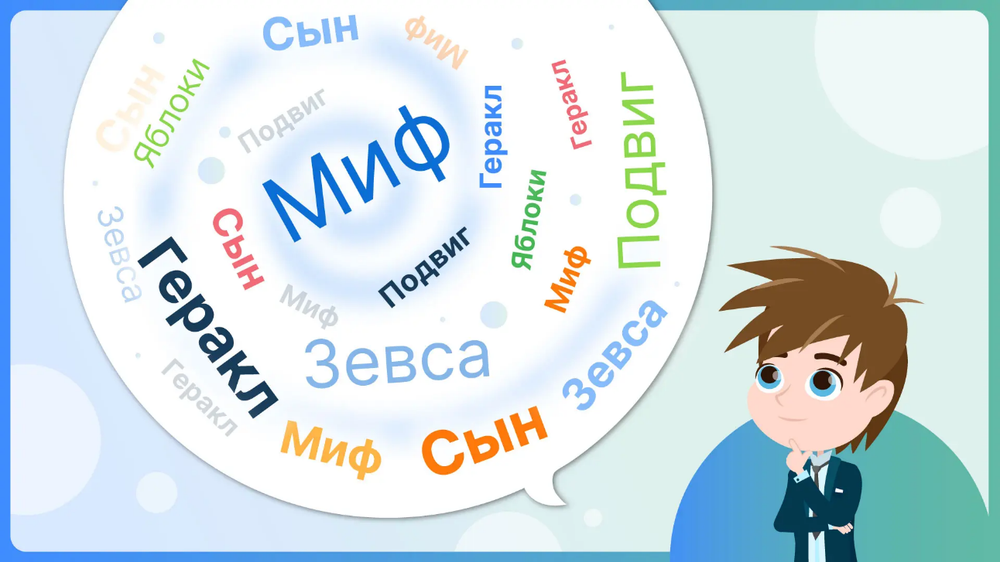 Сын
Миф
Сын
Яблоки
Подвиг
Миф
Геракл
Геракл
Подвиг
Яблоки
Зевса
Сын
Геракл
Подвиг
Миф
Миф
Зевса
Зевса
Геракл
Миф
Сын